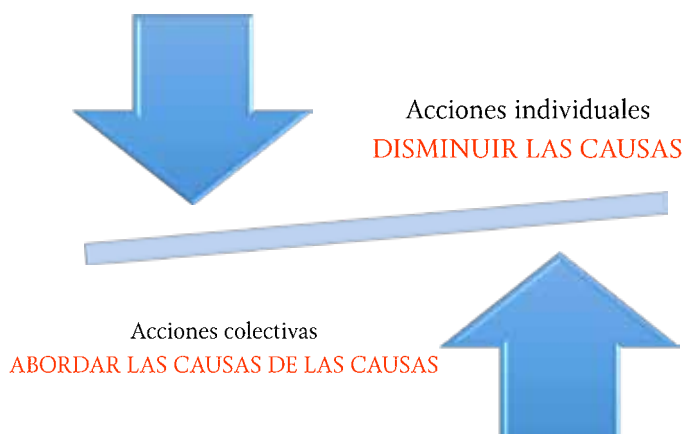 Acciones individuales
DISMINUIR LAS CAUSAS
Acciones colectivas
ABORDAR LAS CAUSAS DE LAS CAUSAS